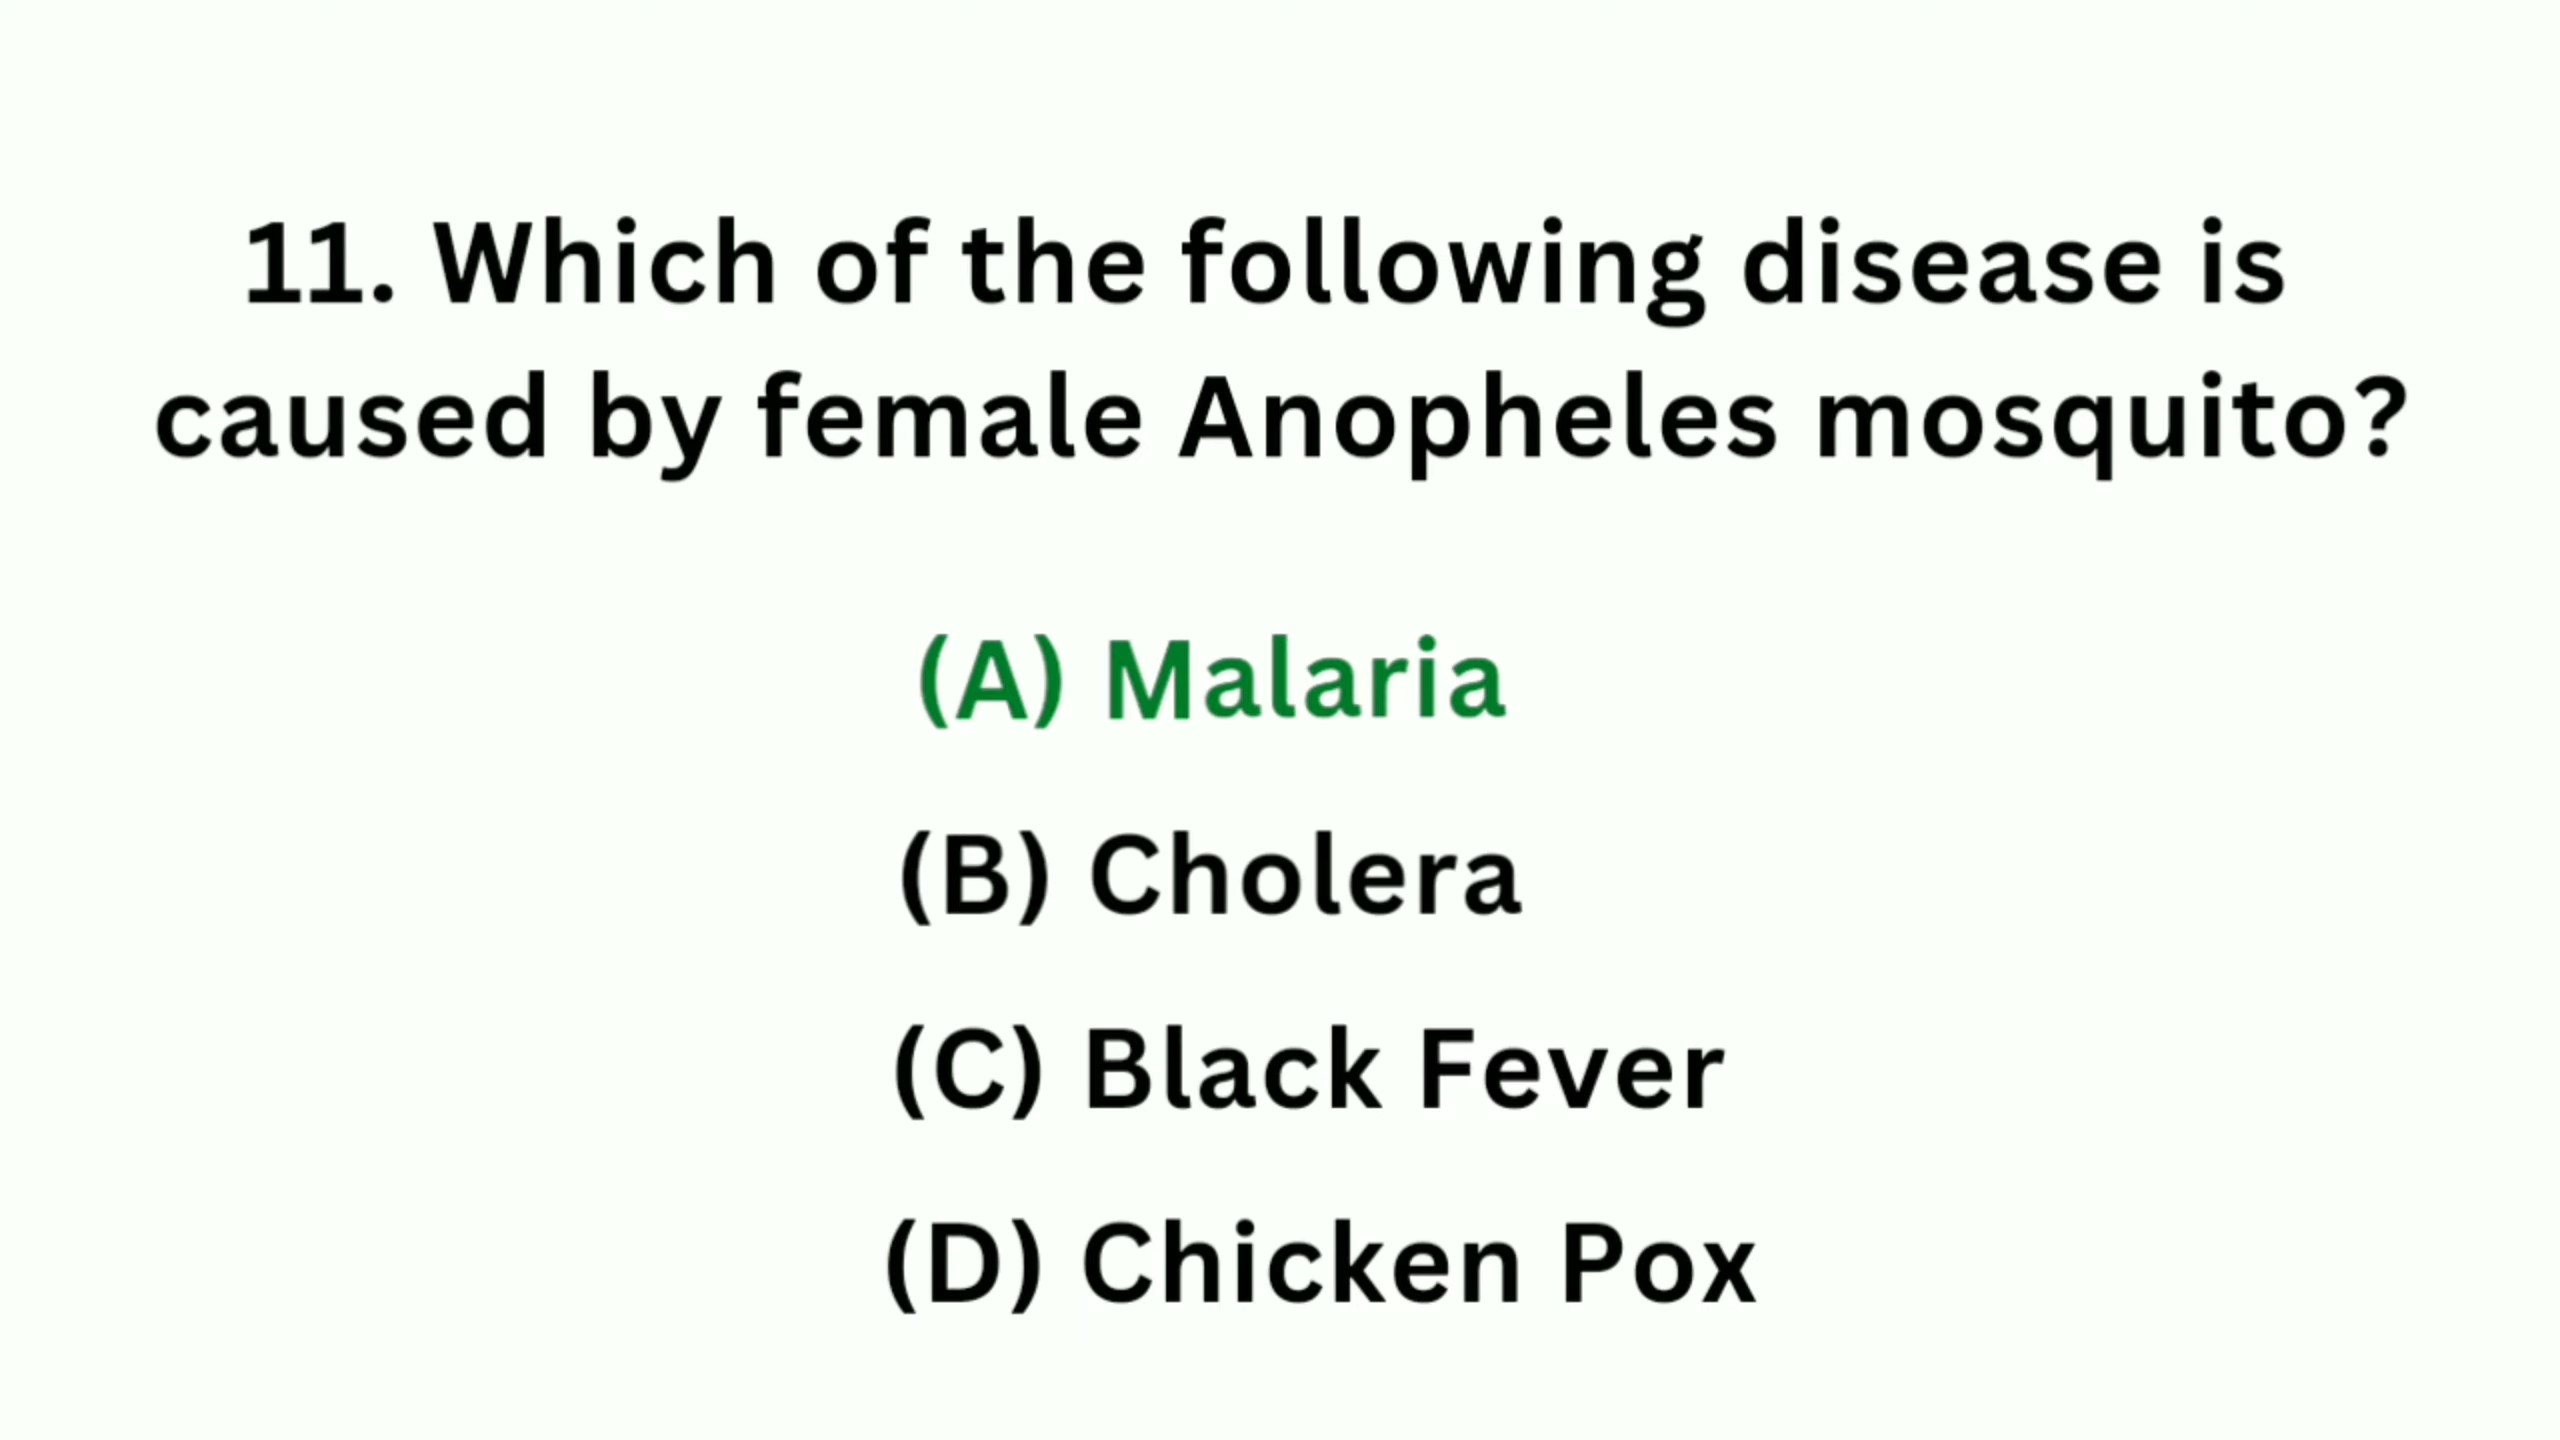 11. Which of the following disease is
caused by female Anopheles mosquito?
(A) Malaria
(B) Cholera
(C) Black Fever
(D) Chicken Pox